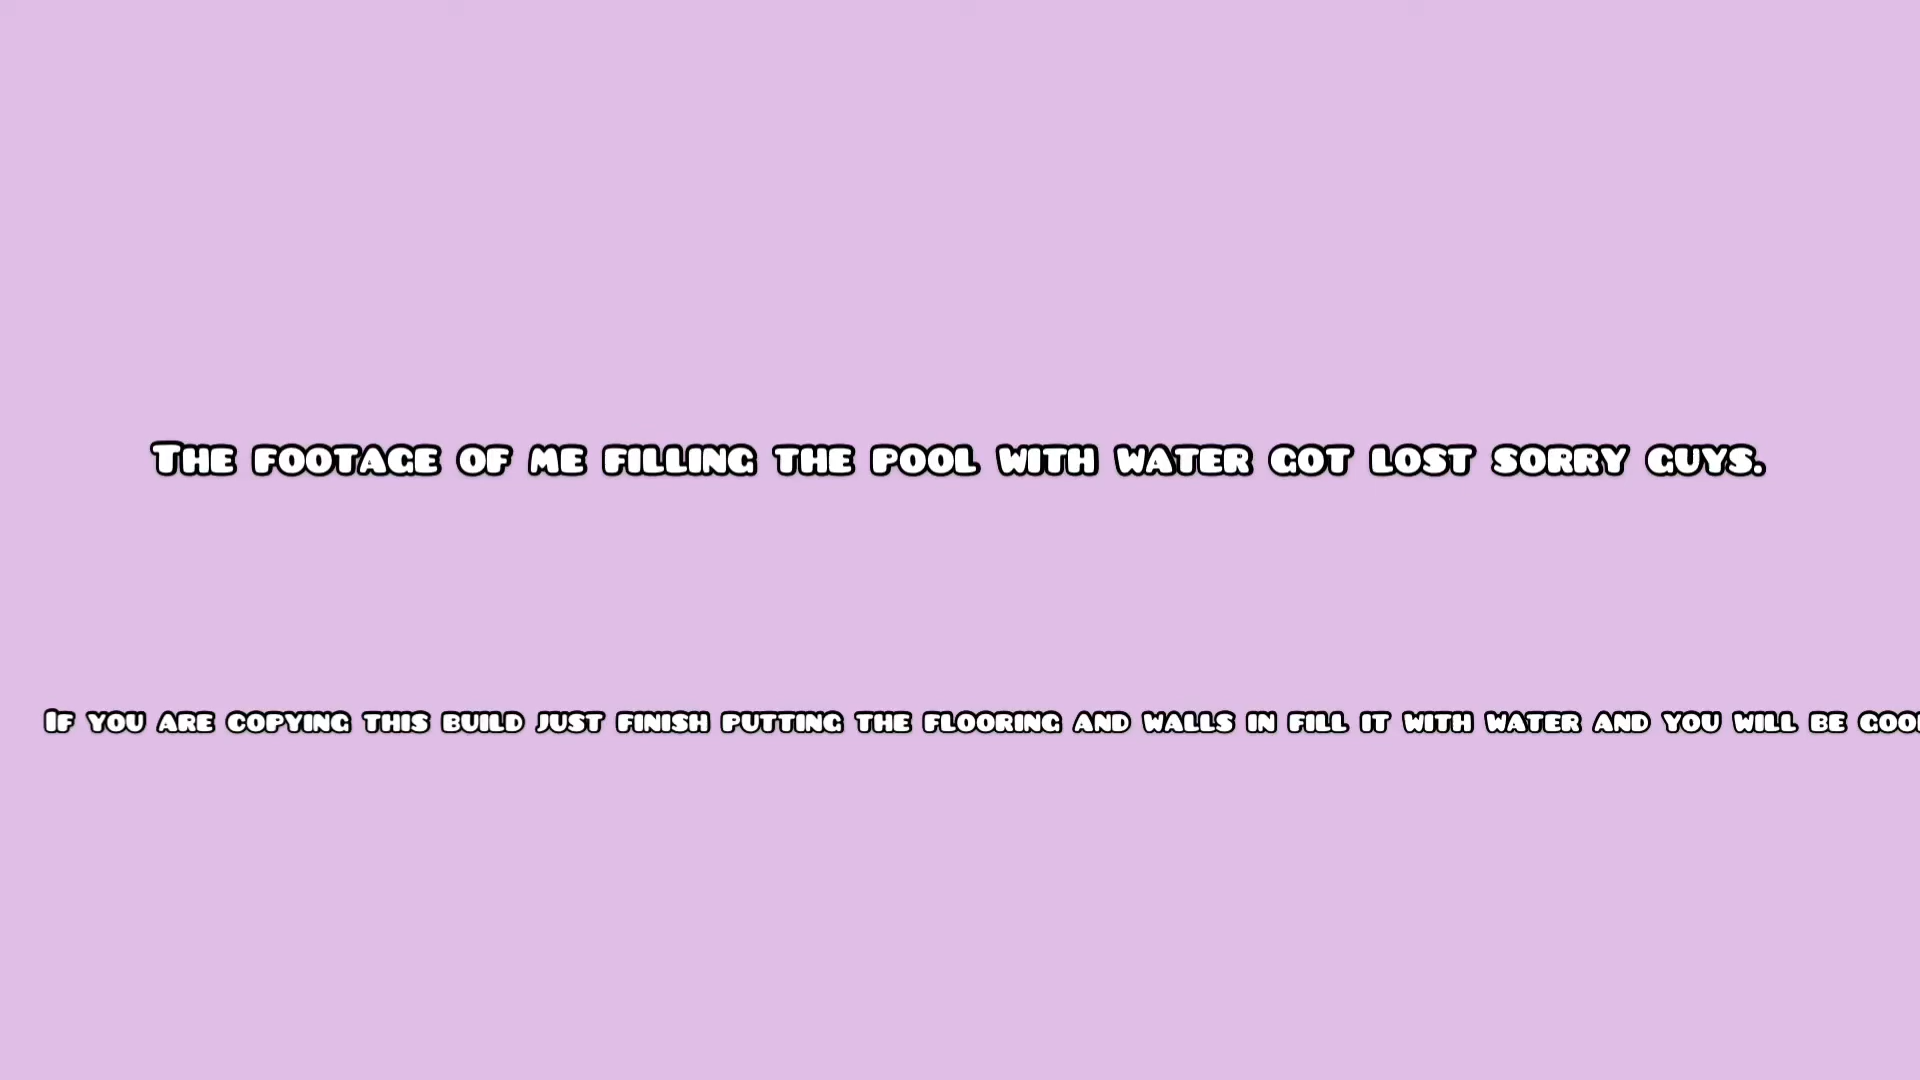 The footage of me filling the pool with water got lost sorry guys.
If you are copying this build just finish putting the flooring and walls in fill it with water and you will be good